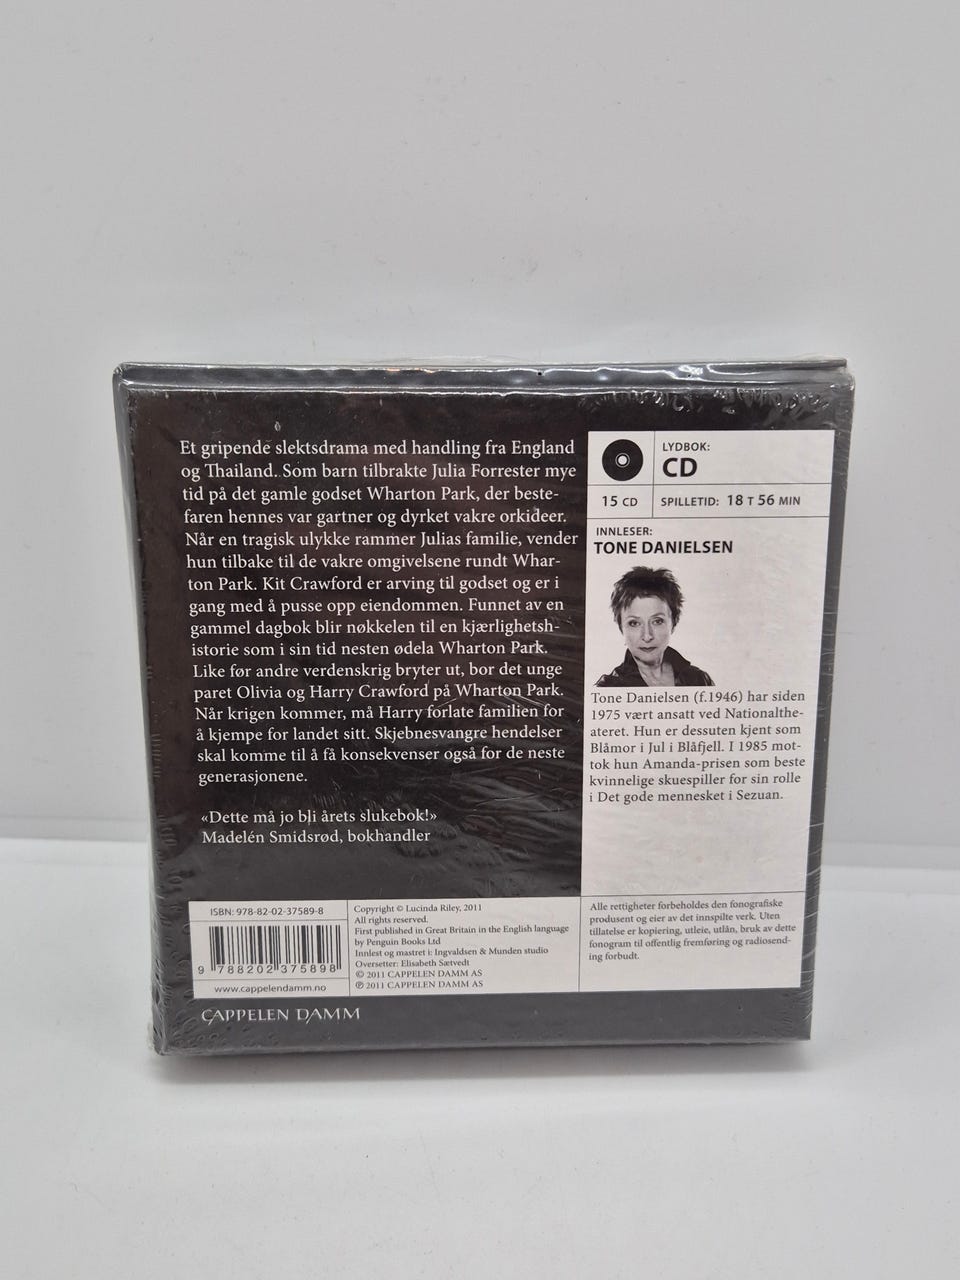 Et gripende slektsdrama med handling fra England
og Thailand. Som barn tilbrakte Julia Forrester mye
tid på det gamle godset Wharton Park, der beste-
faren hennes var gartner og dyrket vakre orkideer.
Når en tragisk ulykke rammer Julias familie, vender
hun tilbake til de vakre omgivelsene rundt Whar-
ton Park. Kit Crawford er arving til godset og er i
gang med å pusse opp eiendommen. Funnet av en
gammel dagbok blir nøkkelen til en kjærlighetsh-
istorie som i sin tid nesten ødela Wharton Park.
Like før andre verdenskrig bryter ut, bor det unge
paret Olivia og Harry Crawford på Wharton Park.
Når krigen kommer, må Harry forlate familien for
å kjempe for landet sitt. Skjebnesvangre hendelser
skal komme til å få konsekvenser også for de neste
generasjonene.
«Dette må jo bli årets slukebok!»
Madelén Smidsrød, bokhandler
LYDBOK:
CD
15 CD
SPILLETID: 18 T 56 MIN
INNLESER:
TONE DANIELSEN
Tone Danielsen (f.1946) har siden
1975 vært ansatt ved Nationalthe-
ateret. Hun er dessuten kjent som
Blåmor i Jul i Blåfjell. I 1985 mot-
tok hun Amanda-prisen som beste
kvinnelige skuespiller for sin rolle
i Det gode mennesket i Sezuan.
ISBN: 978-82-02-37589-8
9 788202 375898
www.cappelendamm.no
Copyright © Lucinda Riley, 2011
All rights reserved.
First published in Great Britain in the English language
by Penguin Books Ltd
Innlest og mastret i: Ingvaldsen & Munden studio
Oversetter: Elisabeth Sætvedt
© 2011 CAPPELEN DAMM AS
℗ 2011 CAPPELEN DAMM AS
Alle rettigheter forbeholdes den fonografiske
produsent og eier av det innspilte verk. Uten
tillatelse er kopiering, utleie, utlån, bruk av dette
fonogram til offentlig fremføring og radiosend-
ing forbudt.
CAPPELEN DAMM